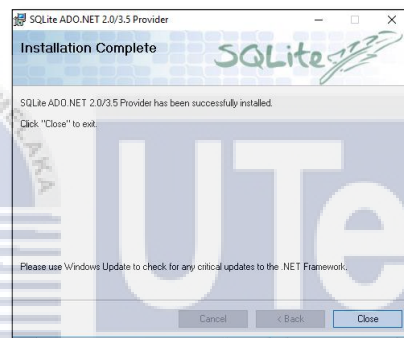 SQLite ADO.NET 2.0/3.5 Provider
Installation Complete
SQLite
SQLite ADO.NET 2.0/3.5 Provider has been successfully installed.
Click "Close" to exit.
AKA
UTe
Please use Windows Update to check for any critical updates to the .NET Framework.
Cancel
< Back
Close